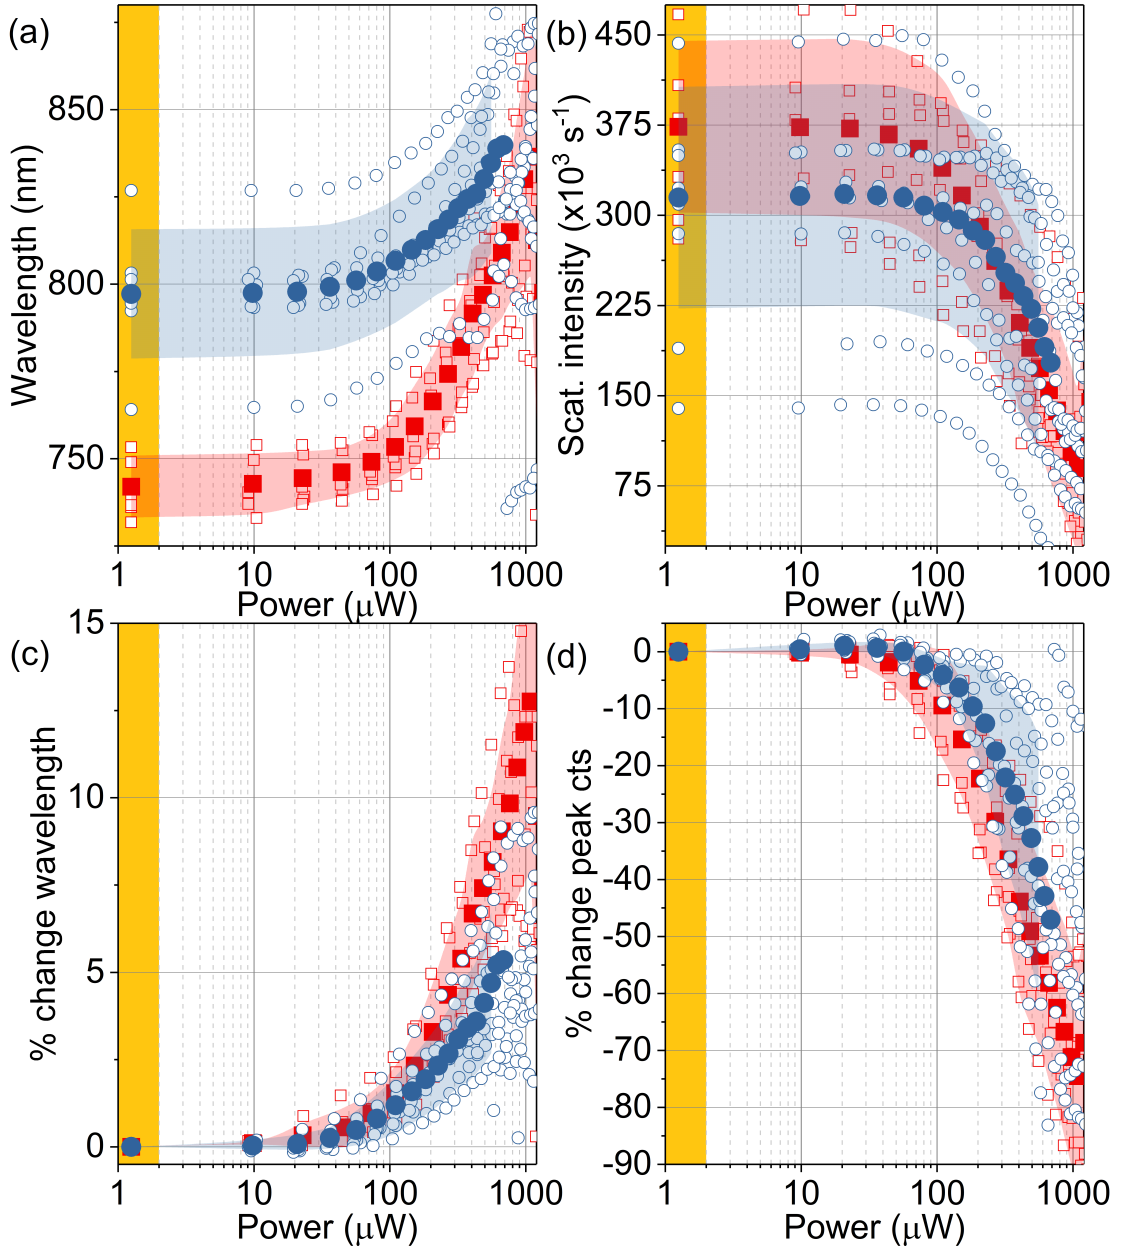 (a)
Wavelength (nm)
850
800
750
1 10 100 1000
Power (μW)
(b)
Scat. intensity (x10³ s⁻¹)
450
375
300
225
150
75
1 10 100 1000
Power (μW)
(c)
% change wavelength
15
10
5
0
1 10 100 1000
Power (μW)
(d)
% change peak cts
0
-10
-20
-30
-40
-50
-60
-70
-80
-90
1 10 100 1000
Power (μW)